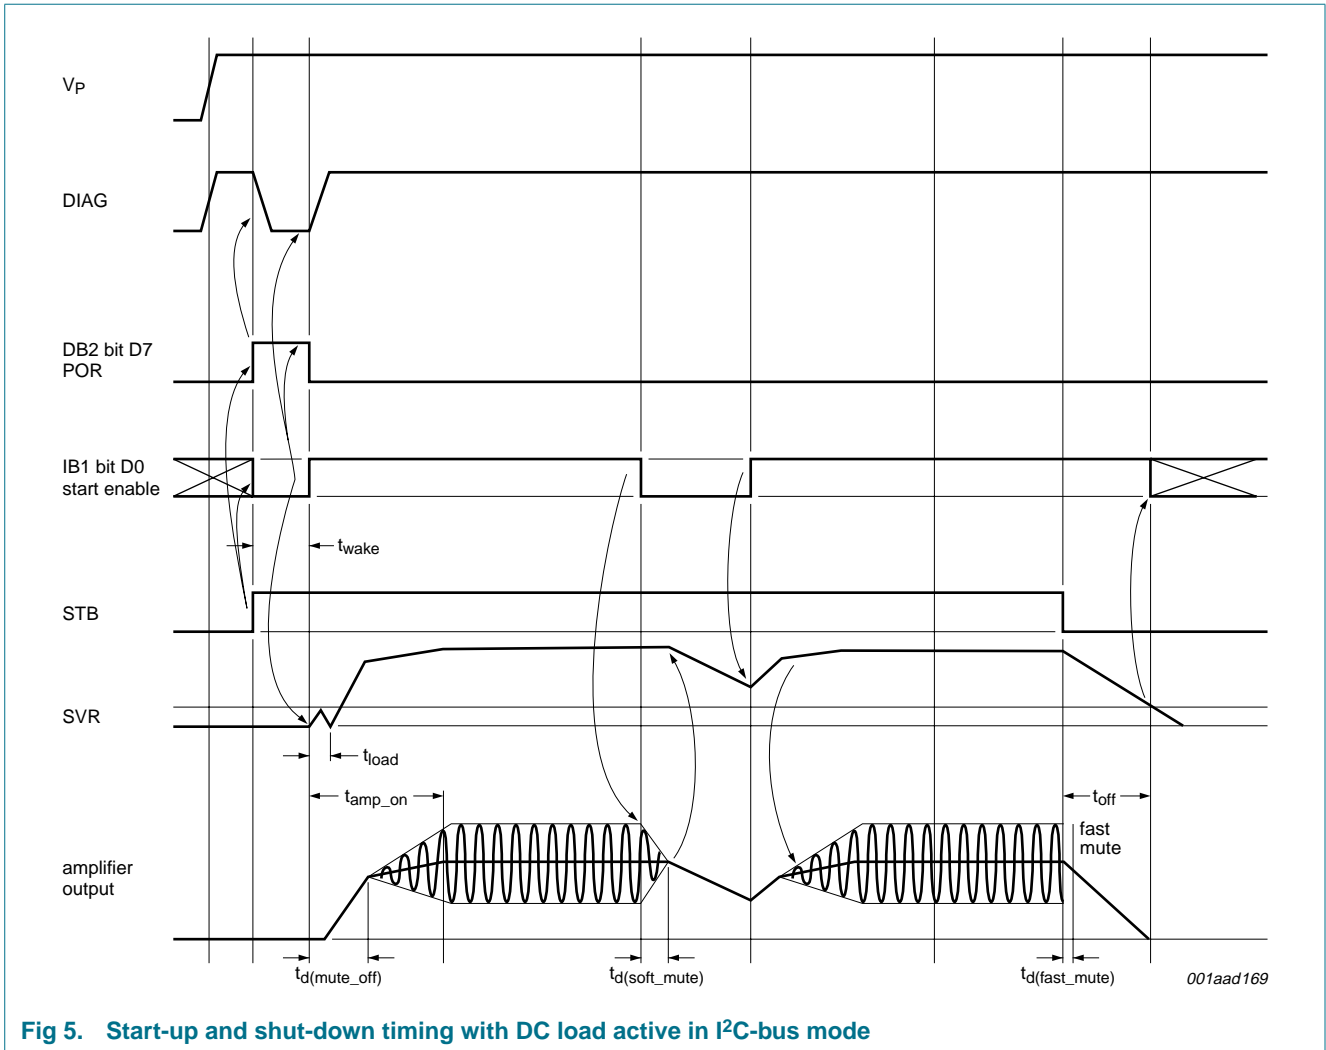 VP
DIAG
DB2 bit D7
POR
IB1 bit D0
start enable
twake
STB
SVR
tload
tamp_on
toff
fast
mute
amplifier
output
td(mute_off)
td(soft_mute)
td(fast_mute)
001aad169
Fig 5. Start-up and shut-down timing with DC load active in I²C-bus mode